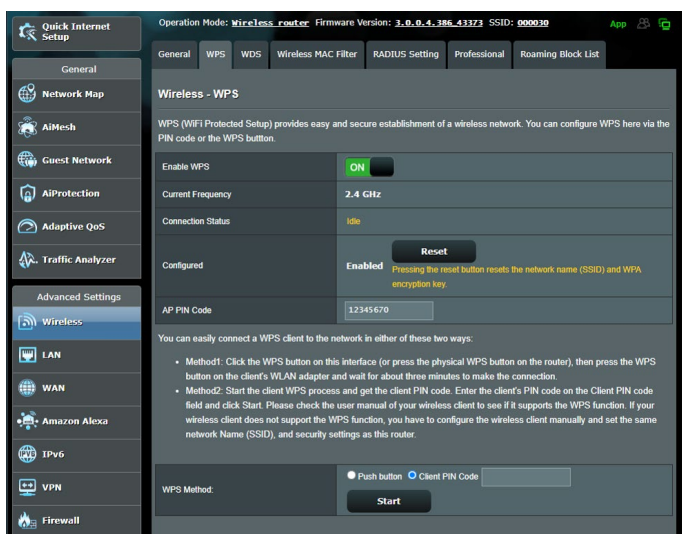 Quick Internet
Setup
Operation Mode: Wireless router Firmware Version: 3.0.0.4.386_43373 SSID: 000030 App
General WPS WDS Wireless MAC Filter RADIUS Setting Professional Roaming Block List
General
Network Map
AiMesh
Guest Network
AiProtection
Adaptive QoS
Traffic Analyzer
Advanced Settings
Wireless
LAN
WAN
Amazon Alexa
IPv6
VPN
Firewall
Wireless - WPS
WPS (WiFi Protected Setup) provides easy and secure establishment of a wireless network. You can configure WPS here via the
PIN code or the WPS buttton.
Enable WPS ON
Current Frequency 2.4 GHz
Connection Status Idle
Configured Enabled Reset
Pressing the reset button resets the network name (SSID) and WPA
encryption key.
AP PIN Code 12345670
You can easily connect a WPS client to the network in either of these two ways:
• Method1: Click the WPS button on this interface (or press the physical WPS button on the router), then press the WPS
button on the client's WLAN adapter and wait for about three minutes to make the connection.
• Method2: Start the client WPS process and get the client PIN code. Enter the client's PIN code on the Client PIN code
field and click Start. Please check the user manual of your wireless client to see if it supports the WPS function. If your
wireless client does not support the WPS function, you have to configure the wireless client manually and set the same
network Name (SSID), and security settings as this router.
WPS Method: Push button Client PIN Code
Start